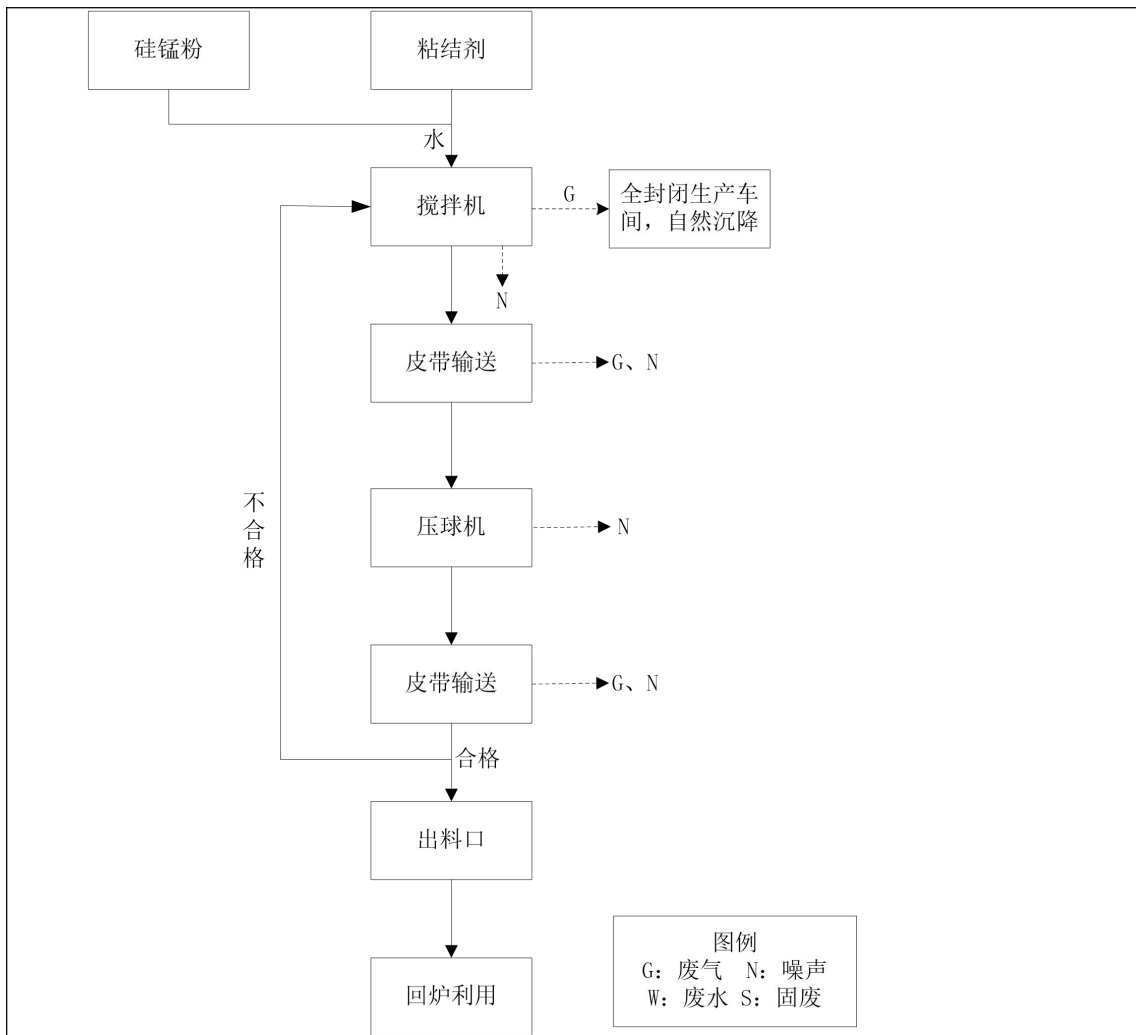 硅锰粉
粘结剂
水
搅拌机
G
全封闭生产车
间，自然沉降
N
皮带输送
G、N
不合格
压球机
N
皮带输送
G、N
合格
出料口
回炉利用
图例
G：废气 N：噪声
W：废水 S：固废